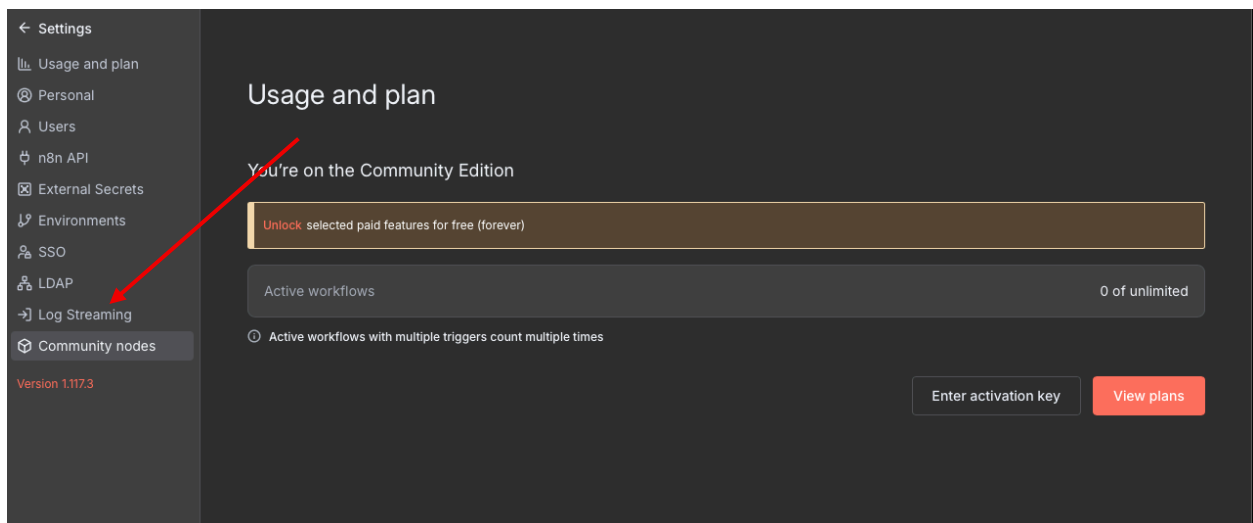 Settings
Usage and plan
Personal
Users
n8n API
External Secrets
Environments
SSO
LDAP
Log Streaming
Community nodes
Version 1.117.3
Usage and plan
You're on the Community Edition
Unlock selected paid features for free (forever)
Active workflows 0 of unlimited
Active workflows with multiple triggers count multiple times
Enter activation key View plans